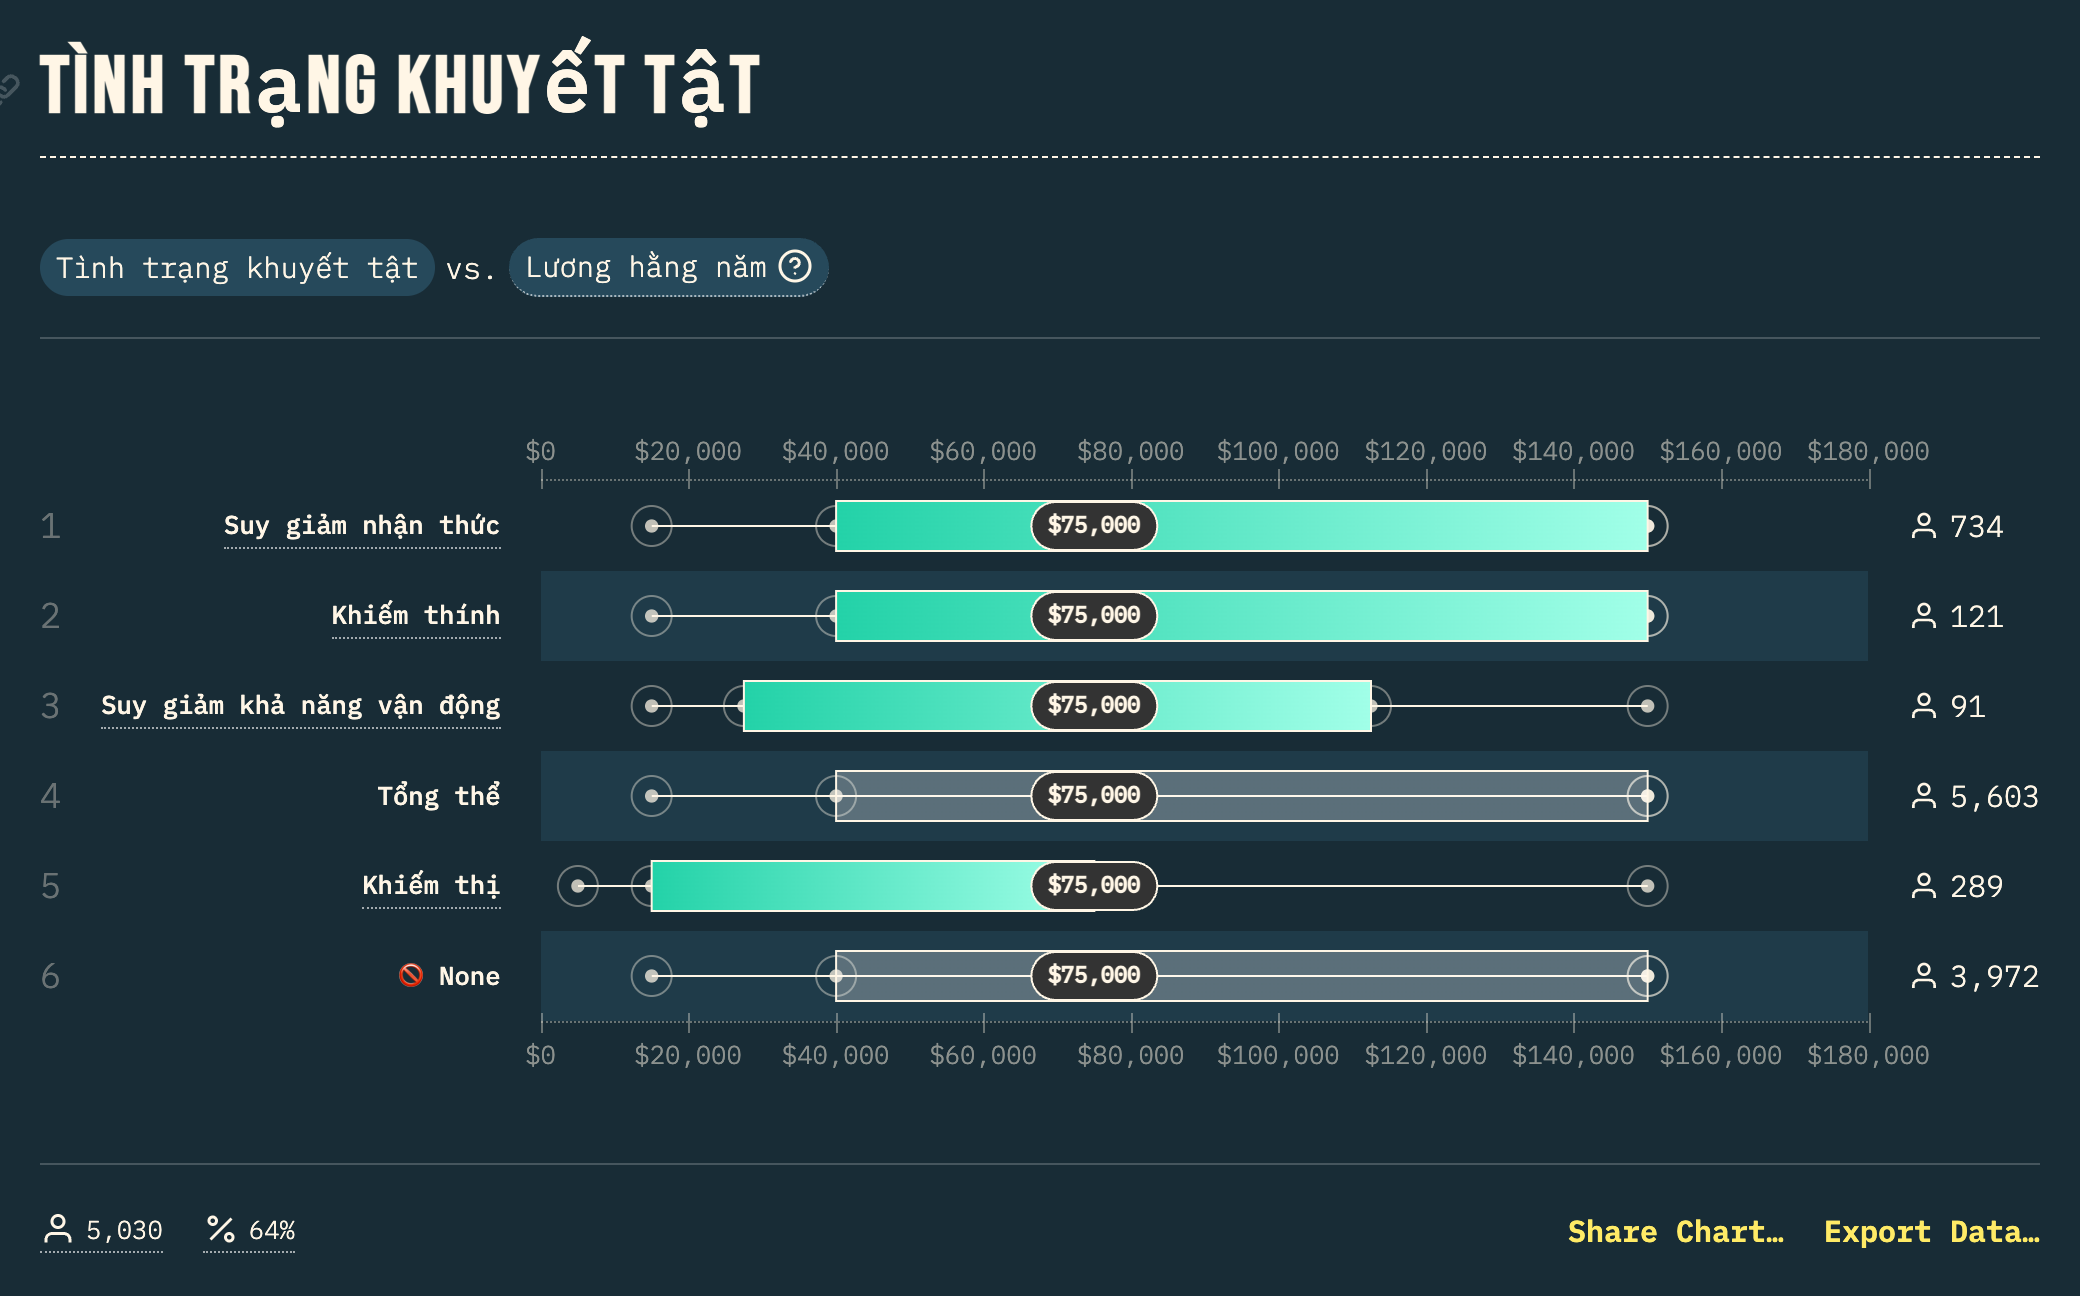 TÌNH TRạNG KHUYếT TậT
Tình trạng khuyết tật vs. Lương hằng năm ?
$0 $20,000 $40,000 $60,000 $80,000 $100,000 $120,000 $140,000 $160,000 $180,000
1 Suy giảm nhận thức $75,000 734
2 Khiếm thính $75,000 121
3 Suy giảm khả năng vận động $75,000 91
4 Tổng thể $75,000 5,603
5 Khiếm thị $75,000 289
6 🚫 None $75,000 3,972
$0 $20,000 $40,000 $60,000 $80,000 $100,000 $120,000 $140,000 $160,000 $180,000
5,030 % 64% Share Chart… Export Data…